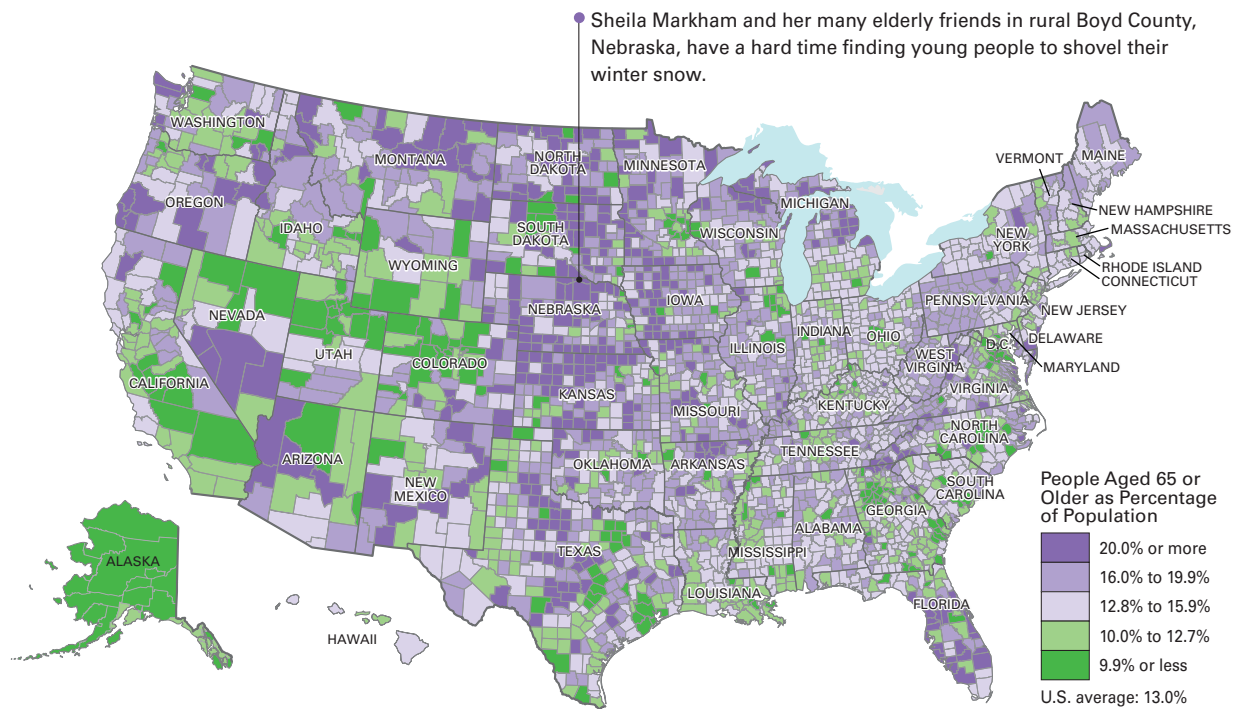 Sheila Markham and her many elderly friends in rural Boyd County,
Nebraska, have a hard time finding young people to shovel their
winter snow.
WASHINGTON
MONTANA
NORTH
DAKOTA
MINNESOTA
VERMONT
MAINE
OREGON
IDAHO
SOUTH
DAKOTA
WISCONSIN
MICHIGAN
NEW
YORK
NEW HAMPSHIRE
MASSACHUSETTS
WYOMING
RHODE ISLAND
CONNECTICUT
NEVADA
NEBRASKA
IOWA
PENNSYLVANIA
NEW JERSEY
UTAH
COLORADO
ILLINOIS
INDIANA
OHIO
D.C.
DELAWARE
WEST
VIRGINIA
MARYLAND
CALIFORNIA
KANSAS
MISSOURI
KENTUCKY
VIRGINIA
ARIZONA
NEW
MEXICO
OKLAHOMA
ARKANSAS
TENNESSEE
NORTH
CAROLINA
SOUTH
CAROLINA
TEXAS
MISSISSIPPI
ALABAMA
GEORGIA
LOUISIANA
FLORIDA
ALASKA
HAWAII
People Aged 65 or
Older as Percentage
of Population
20.0% or more
16.0% to 19.9%
12.8% to 15.9%
10.0% to 12.7%
9.9% or less
U.S. average: 13.0%